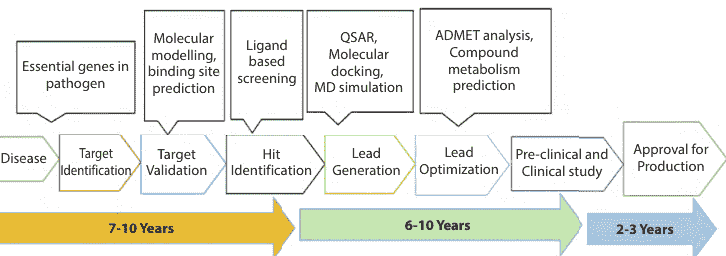 Essential genes in
pathogen
Molecular
modelling,
binding site
prediction
Ligand
based
screening
QSAR,
Molecular
docking,
MD simulation
ADMET analysis,
Compound
metabolism
prediction
Disease
Target
Identification
Target
Validation
Hit
Identification
Lead
Generation
Lead
Optimization
Pre-clinical and
Clinical study
Approval for
Production
7-10 Years
6-10 Years
2-3 Years